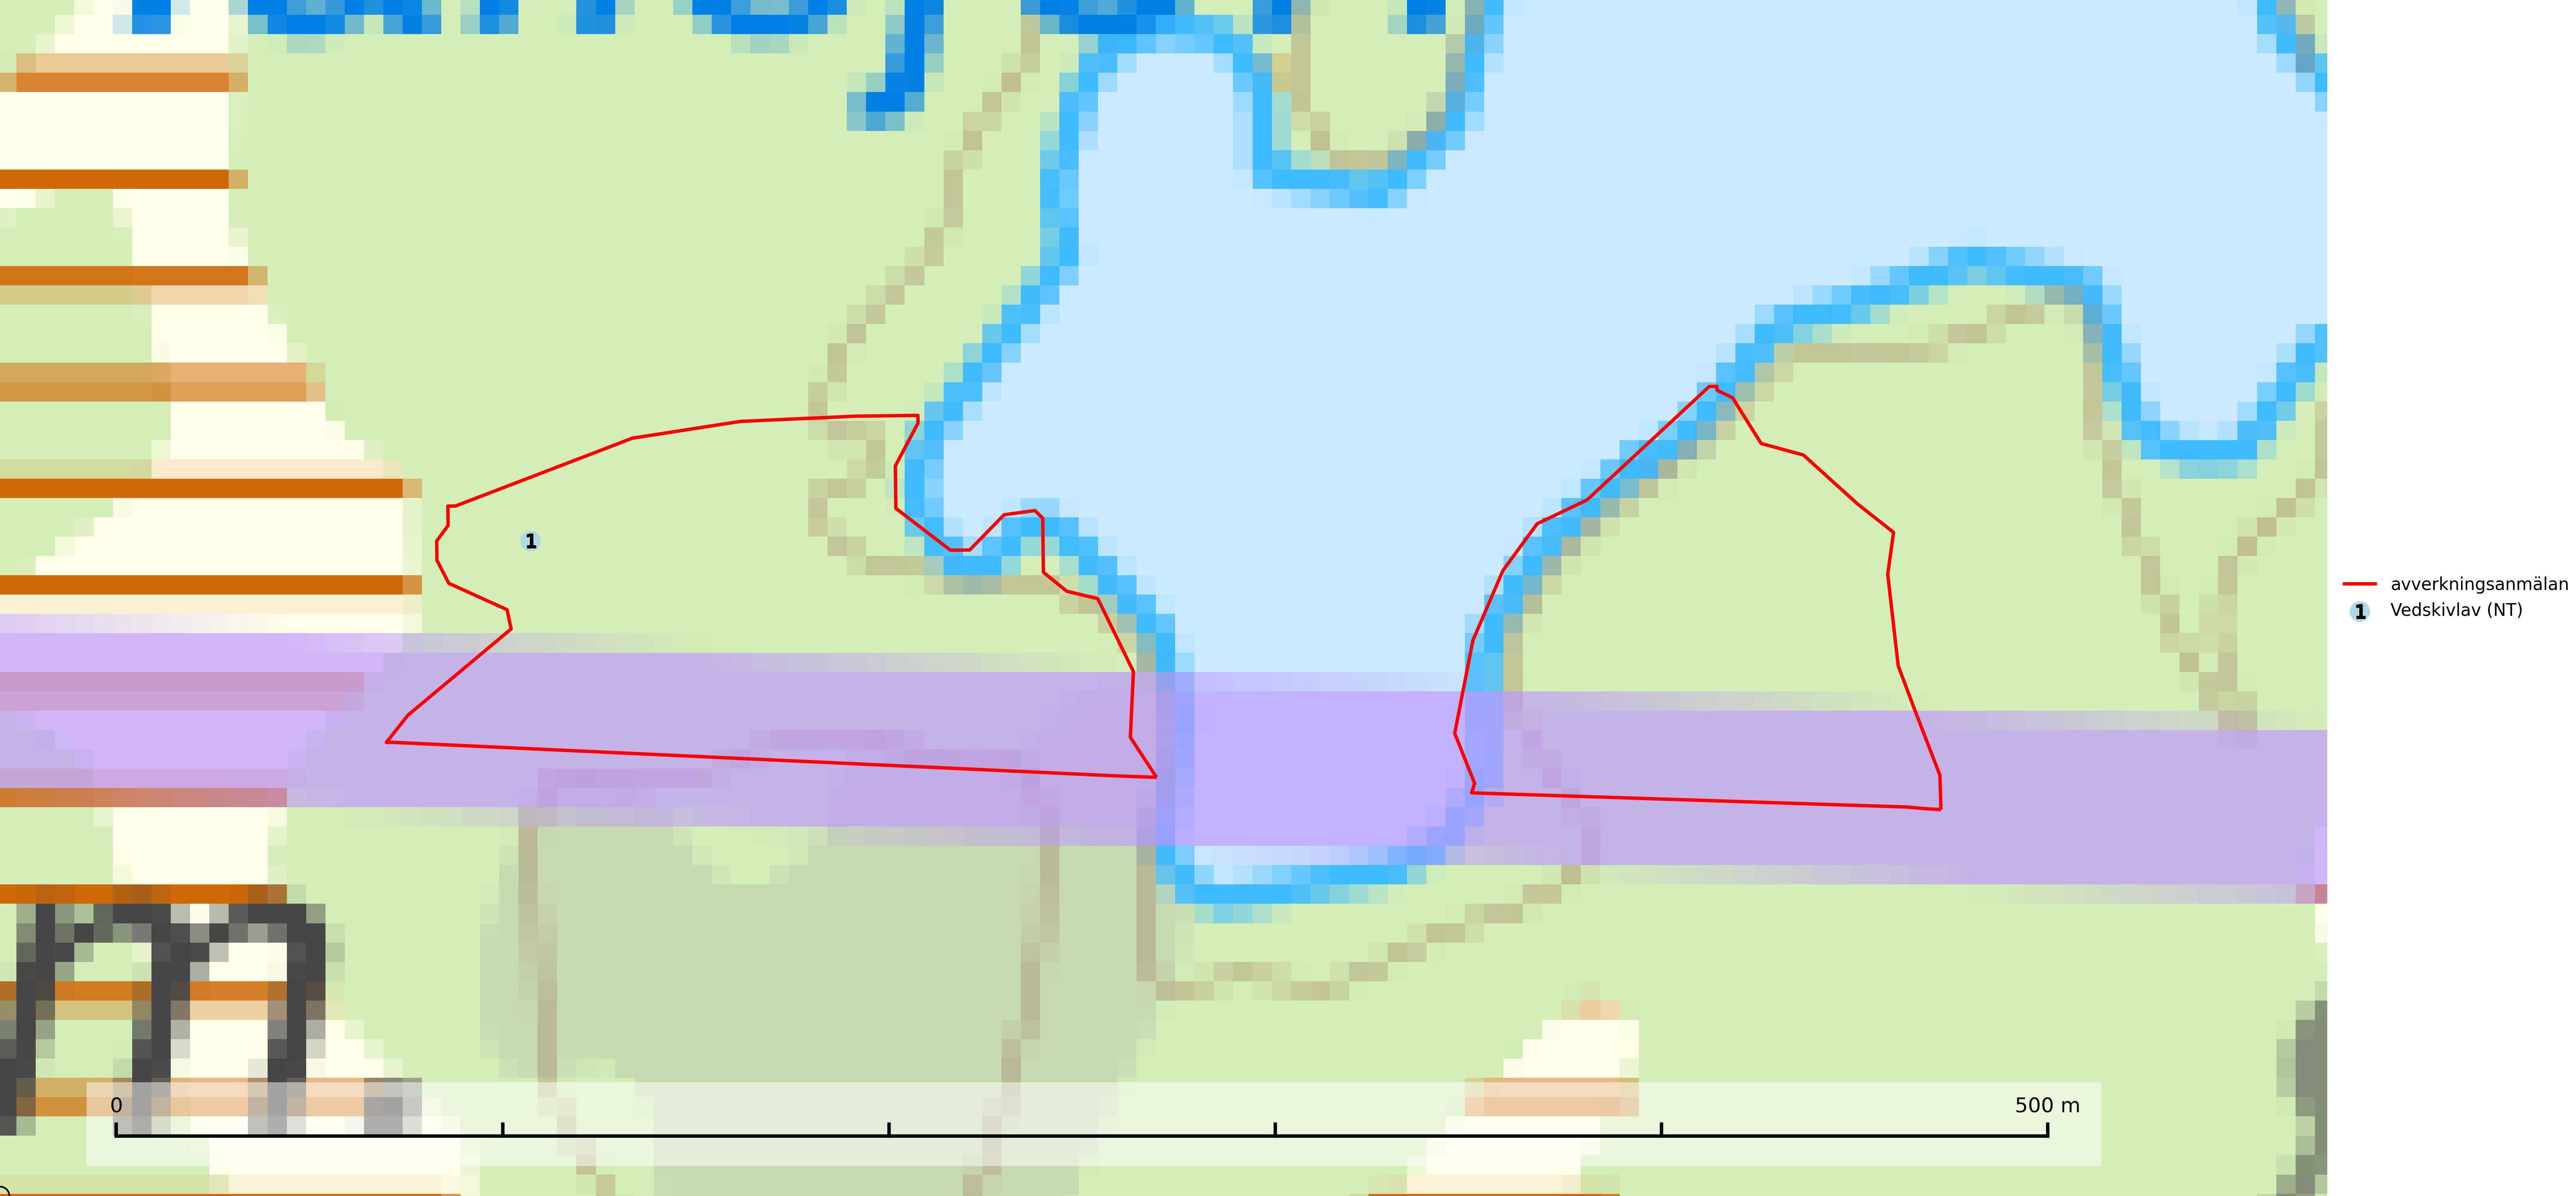 1
avverkningsanmälan
1 Vedskivlav (NT)
0 500 m